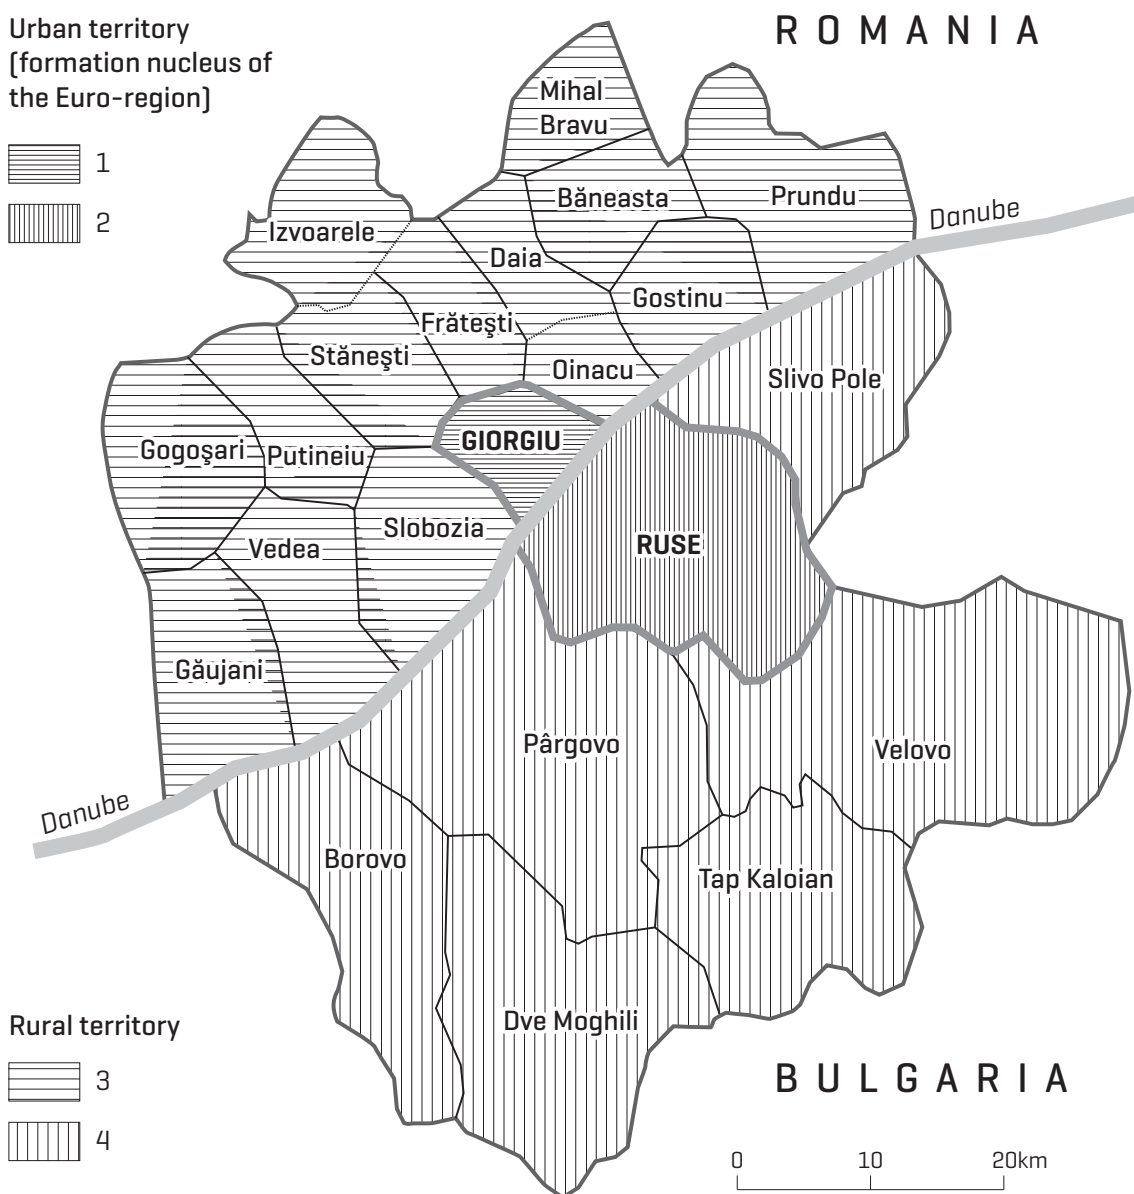 Urban territory
(formation nucleus of
the Euro-region)
1
2
R O M A N I A
Mihal
Bravu
Băneasta
Prundu
Danube
Izvoarele
Daia
Gostinu
Frăteşti
Stăneşti
Oinacu
Slivo Pole
GIORGIU
Gogoşari
Putineiu
Slobozia
Vedea
RUSE
Găujani
Pârgovo
Velovo
Danube
Borovo
Tap Kaloian
Dve Moghili
Rural territory
3
4
B U L G A R I A
0 10 20km